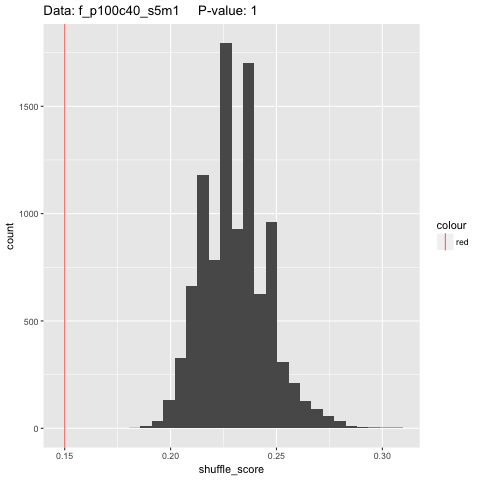 Data: f_p100c40_s5m1 P-value: 1
1500
1000
500
0
count
0.15 0.20 0.25 0.30
shuffle_score
colour
red